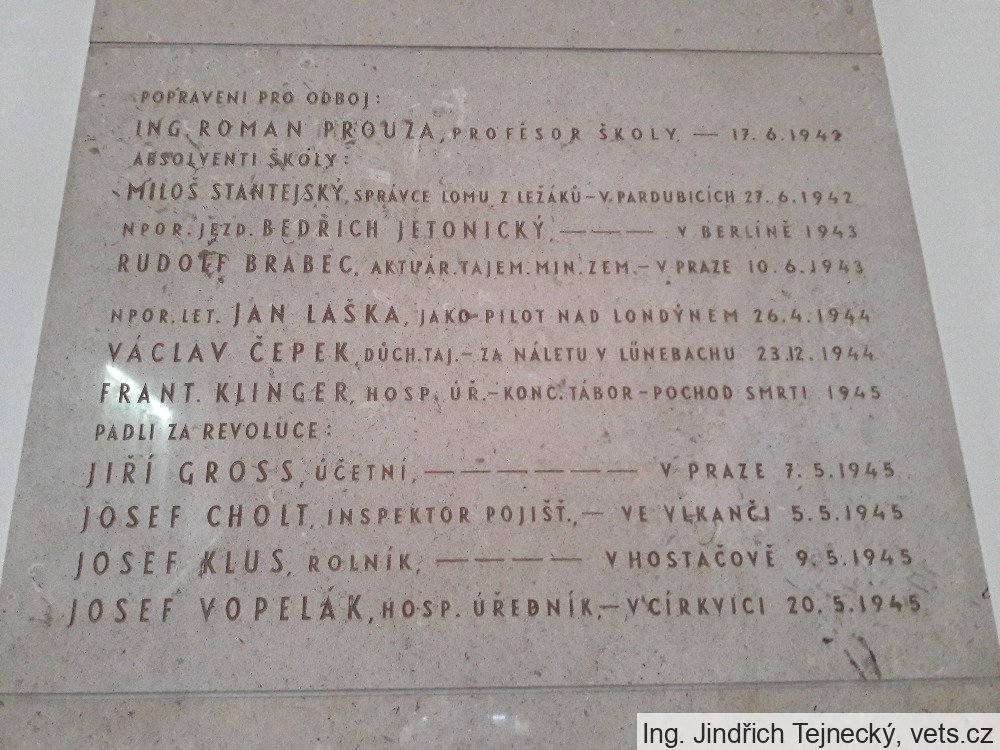 POPRAVENI PRO ODBOJ:
ING. ROMAN PROUZA, PROFESOR ŠKOLY, — 17.6.1942
ABSOLVENTI ŠKOLY:
MILOŠ STANTEJSKÝ, SPRÁVCE LOMU Z LEŽÁKŮ – V PARDUBICÍCH 27.6.1942
NPOR. JEZD. BEDŘICH JETONICKÝ, — — — V BERLÍNĚ 1943
RUDOLF BRABEC, AKTUÁR. TAJEM. MIN. ZEM. – V PRAZE 10.6.1943
NPOR. LET. JAN LAŠKA, JAKO PILOT NAD LONDÝNEM 26.4.1944
VÁCLAV ČEPEK, DŮCH. TAJ. – ZA NÁLETU V LŰNEBACHU 23.12.1944
FRANT. KLINGER, HOSP. ÚŘ. – KONC. TÁBOR – POCHOD SMRTI 1945
PADLI ZA REVOLUCE:
JIŘÍ GROSS, ÚČETNÍ, — — — — — — V PRAZE 7.5.1945
JOSEF CHOLT, INSPEKTOR POJIŠŤ., — VE VLKANČI 5.5.1945
JOSEF KLUS, ROLNÍK, — — — — V HOSTAČOVĚ 9.5.1945
JOSEF VOPELÁK, HOSP. ÚŘEDNÍK, — V CÍRKVICI 20.5.1945
Ing. Jindřich Tejnecký, vets.cz